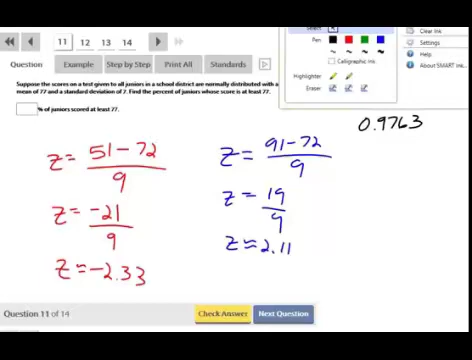 11 12 13 14
Select
Pen
Calligraphic Ink
Highlighter
Eraser
Clear Ink
Settings
Help
About SMART Ink...
Question Example Step by Step Print All Standards
Suppose the scores on a test given to all juniors in a school district are normally distributed with a
mean of 77 and a standard deviation of 7. Find the percent of juniors whose score is at least 77.
% of juniors scored at least 77.
0.9763
z = 51 - 72 / 9
z = -21 / 9
z ≈ -2.33
z = 91 - 72 / 9
z = 19 / 9
z ≈ 2.11
Question 11 of 14
Check Answer
Next Question